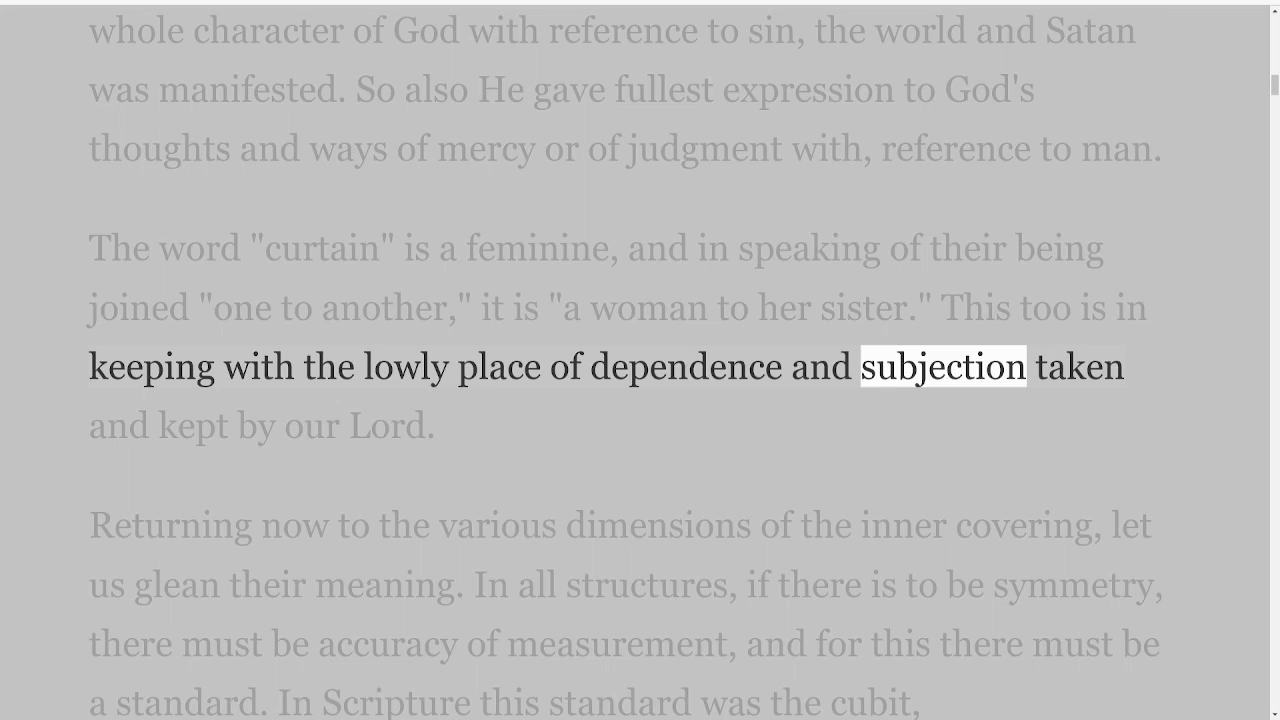 whole character of God with reference to sin, the world and Satan
was manifested. So also He gave fullest expression to God's
thoughts and ways of mercy or of judgment with, reference to man.
The word "curtain" is a feminine, and in speaking of their being
joined "one to another," it is "a woman to her sister." This too is in
keeping with the lowly place of dependence and subjection taken
and kept by our Lord.
Returning now to the various dimensions of the inner covering, let
us glean their meaning. In all structures, if there is to be symmetry,
there must be accuracy of measurement, and for this there must be
a standard. In Scripture this standard was the cubit,